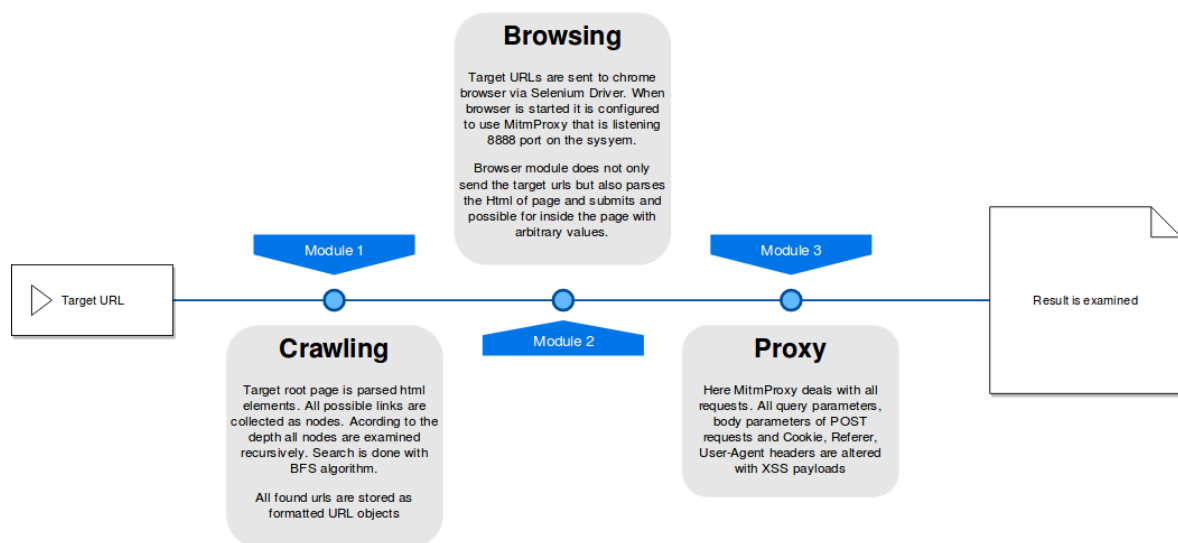 Browsing
Target URLs are sent to chrome
browser via Selenium Driver. When
browser is started it is configured
to use MitmProxy that is listening
8888 port on the sysyem.
Browser module does not only
send the target urls but also parses
the Html of page and submits and
possible for inside the page with
arbitrary values.
Module 1
Module 3
Target URL
Result is examined
Module 2
Crawling
Target root page is parsed html
elements. All possible links are
collected as nodes. Acording to the
depth all nodes are examined
recursively. Search is done with
BFS algorithm.
All found urls are stored as
formatted URL objects
Proxy
Here MitmProxy deals with all
requests. All query parameters,
body parameters of POST
requests and Cookie, Referer,
User-Agent headers are altered
with XSS payloads